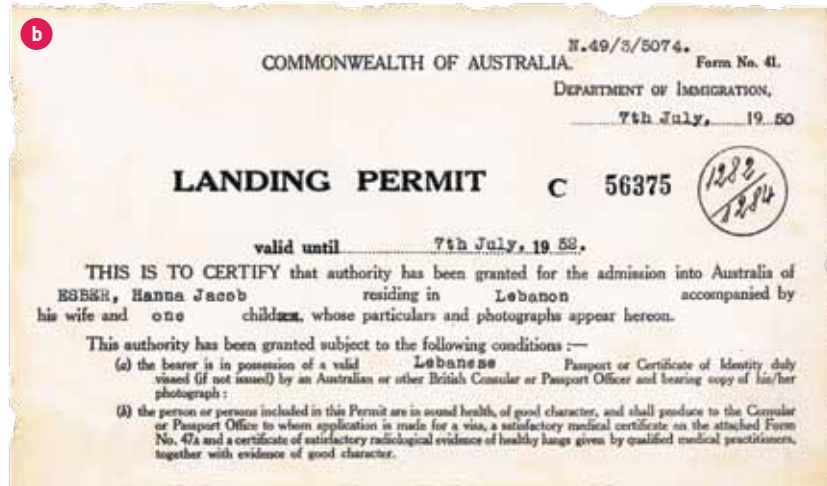 b
N.49/3/5074.
COMMONWEALTH OF AUSTRALIA. Form No. 41.
DEPARTMENT OF IMMIGRATION,
7th July, 19 50
LANDING PERMIT C 56375 1282/1284
valid until 7th July, 19 52.
THIS IS TO CERTIFY that authority has been granted for the admission into Australia of
ESBER, Hanna Jacob residing in Lebanon accompanied by
his wife and one child, whose particulars and photographs appear hereon.
This authority has been granted subject to the following conditions :—
(a) the bearer is in possession of a valid Lebanese Passport or Certificate of Identity duly
visaed (if not issued) by an Australian or other British Consular or Passport Officer and bearing copy of his/her
photograph :
(b) the person or persons included in this Permit are in sound health, of good character, and shall produce to the Consular
or Passport Office to whom application is made for a visa, a satisfactory medical certificate on the attached Form
No. 47A and a certificate of satisfactory radiological evidence of healthy lungs given by qualified medical practitioners,
together with evidence of good character.